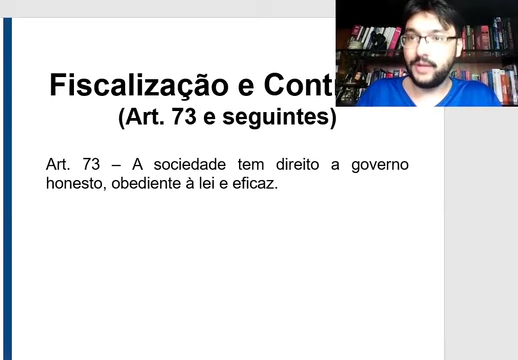 Fiscalização e Cont
(Art. 73 e seguintes)
Art. 73 – A sociedade tem direito a governo
honesto, obediente à lei e eficaz.